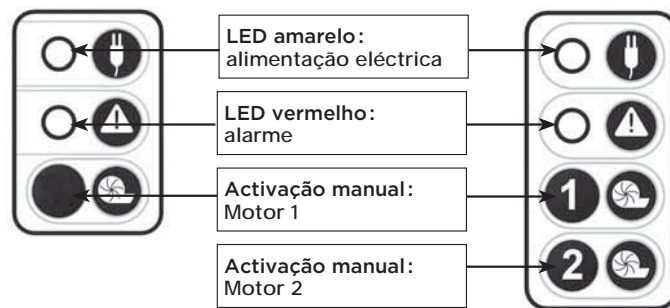 LED amarelo:
alimentação eléctrica
LED vermelho:
alarme
Activação manual:
Motor 1
1
Activação manual:
Motor 2
2